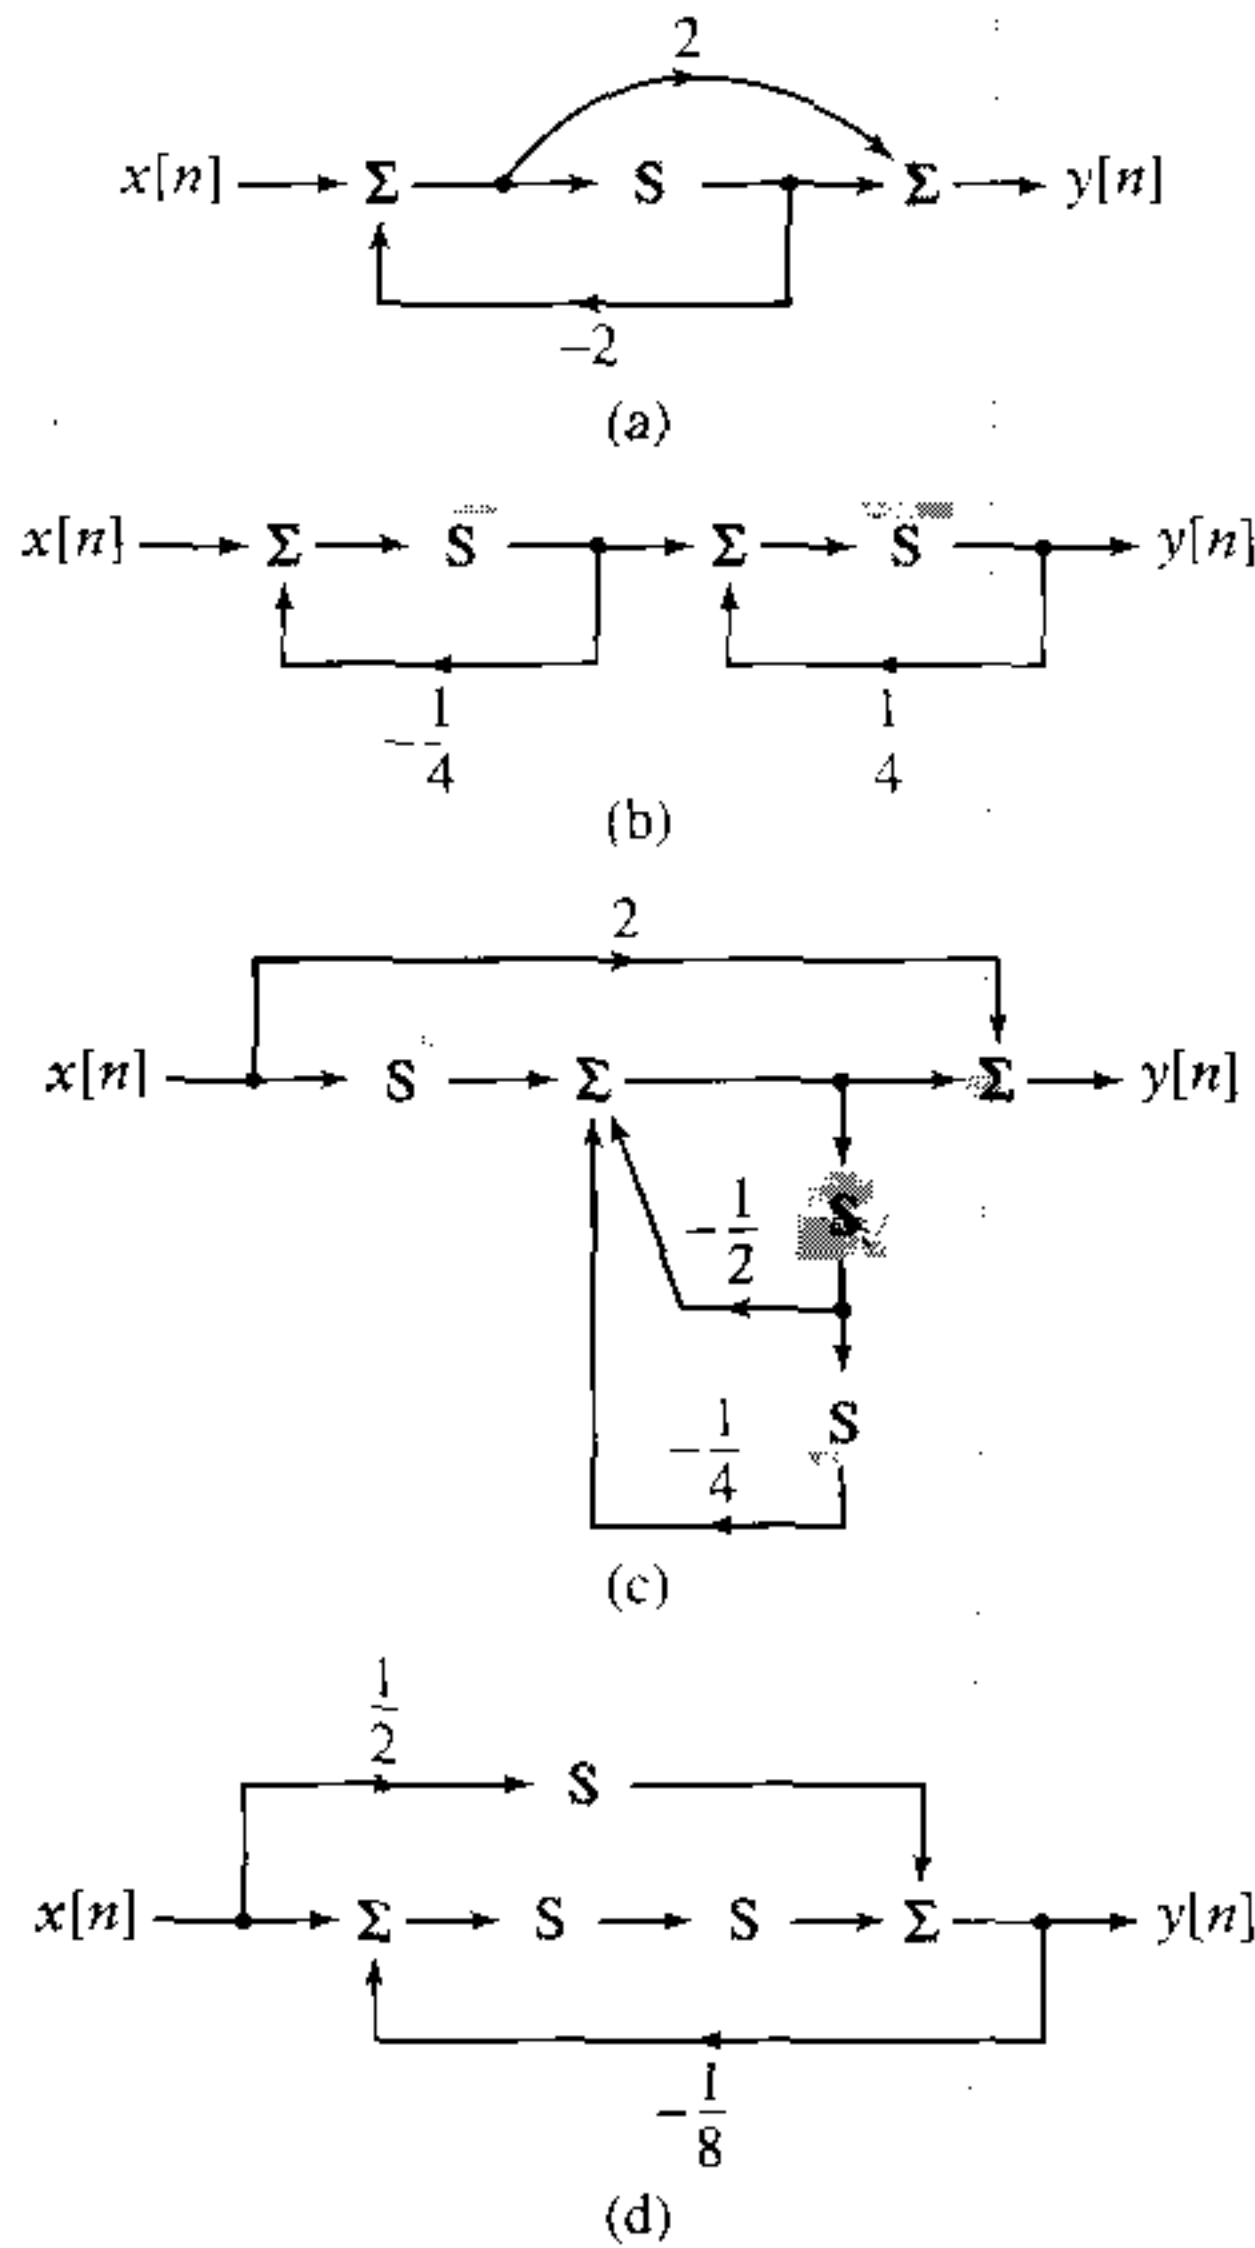 2
x[n] Σ S Σ y[n]
−2
(a)
x[n] Σ S Σ S y[n]
−1/4 1/4
(b)
2
x[n] S Σ Σ y[n]
−1/2 S
−1/4 S
(c)
1/2
S
x[n] Σ S S Σ y[n]
−1/8
(d)